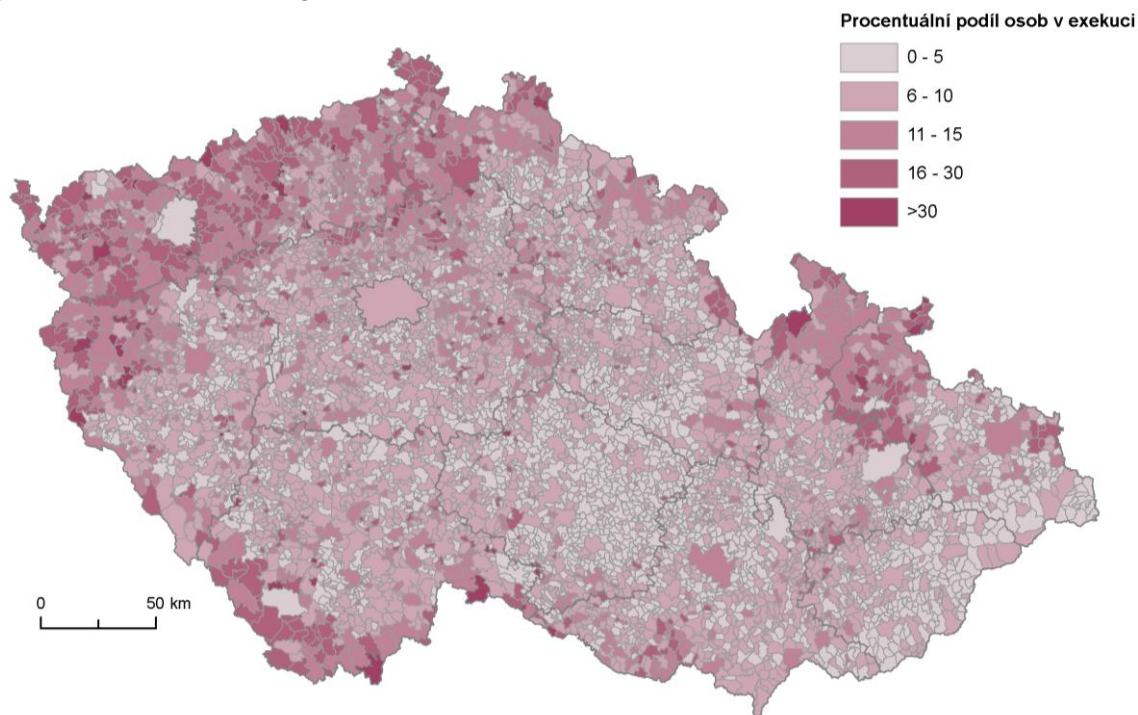 Procentuální podíl osob v exekuci
0 - 5
6 - 10
11 - 15
16 - 30
>30
0 50 km